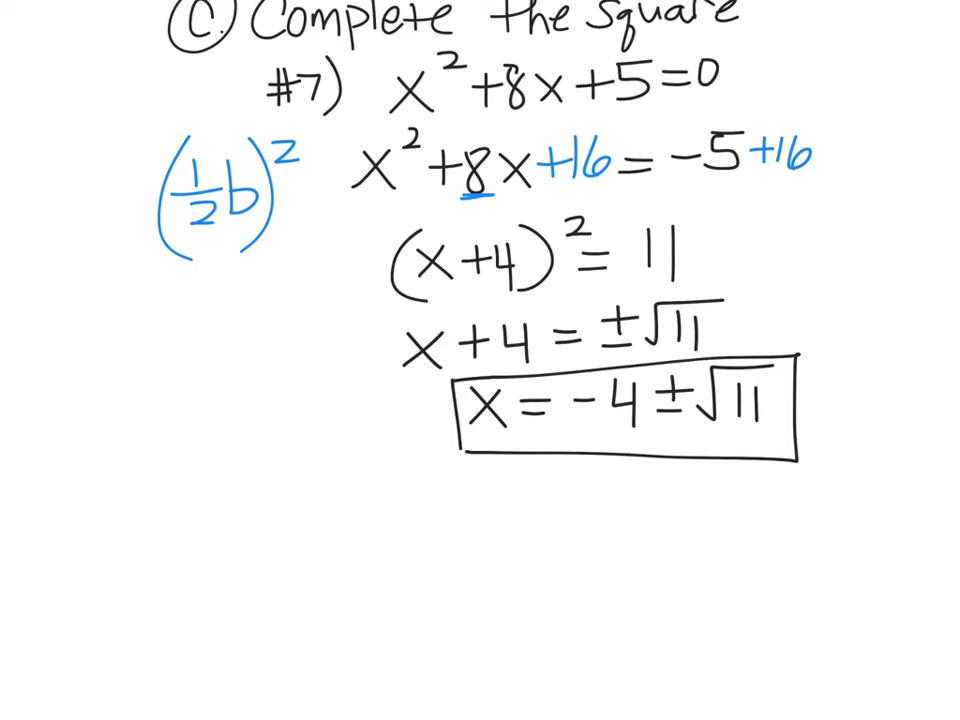 C. Complete the square
#7) x² + 8x + 5 = 0
(1/2 b)² x² + 8x + 16 = -5 + 16
(x + 4)² = 11
x + 4 = ± √11
x = -4 ± √11